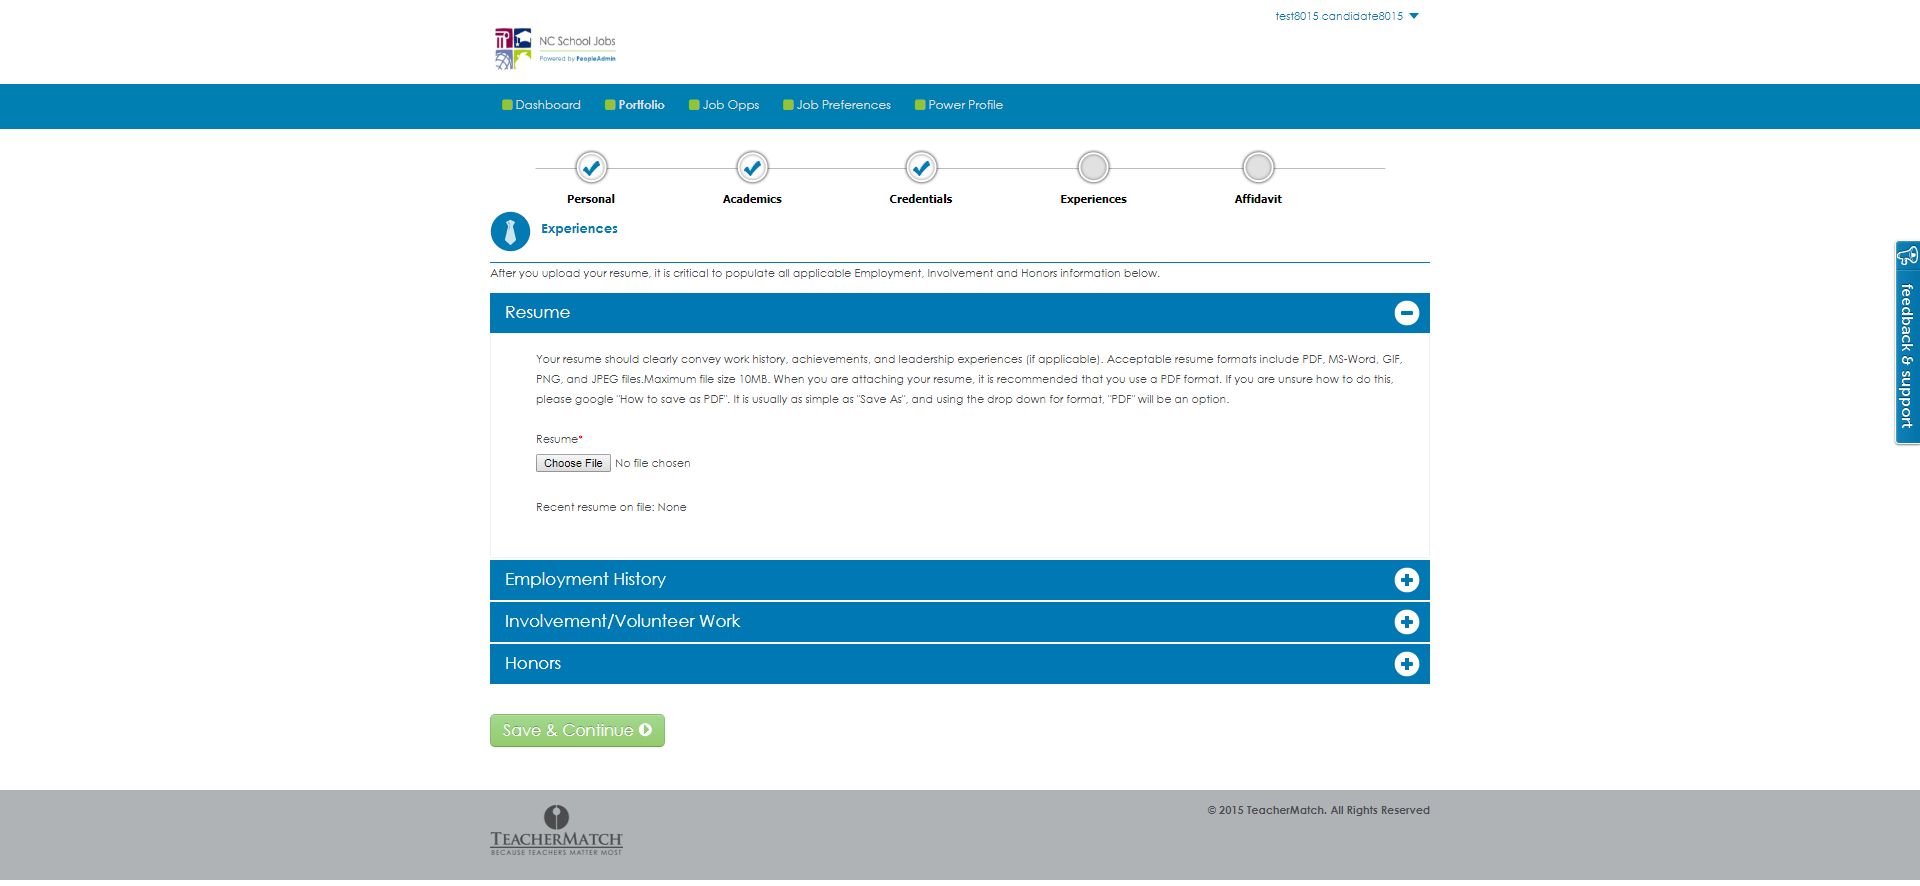 test8015 candidate8015
NC School Jobs
Powered by PeopleAdmin
Dashboard
Portfolio
Job Opps
Job Preferences
Power Profile
Personal
Academics
Credentials
Experiences
Affidavit
Experiences
After you upload your resume, it is critical to populate all applicable Employment, Involvement and Honors information below.
Resume
Your resume should clearly convey work history, achievements, and leadership experiences (if applicable). Acceptable resume formats include PDF, MS-Word, GIF,
PNG, and JPEG files.Maximum file size 10MB. When you are attaching your resume, it is recommended that you use a PDF format. If you are unsure how to do this,
please google "How to save as PDF". It is usually as simple as "Save As", and using the drop down for format, "PDF" will be an option.
Resume*
Choose File No file chosen
Recent resume on file: None
Employment History
Involvement/Volunteer Work
Honors
Save & Continue
feedback & support
© 2015 TeacherMatch. All Rights Reserved
TEACHERMATCH
BECAUSE TEACHERS MATTER MOST